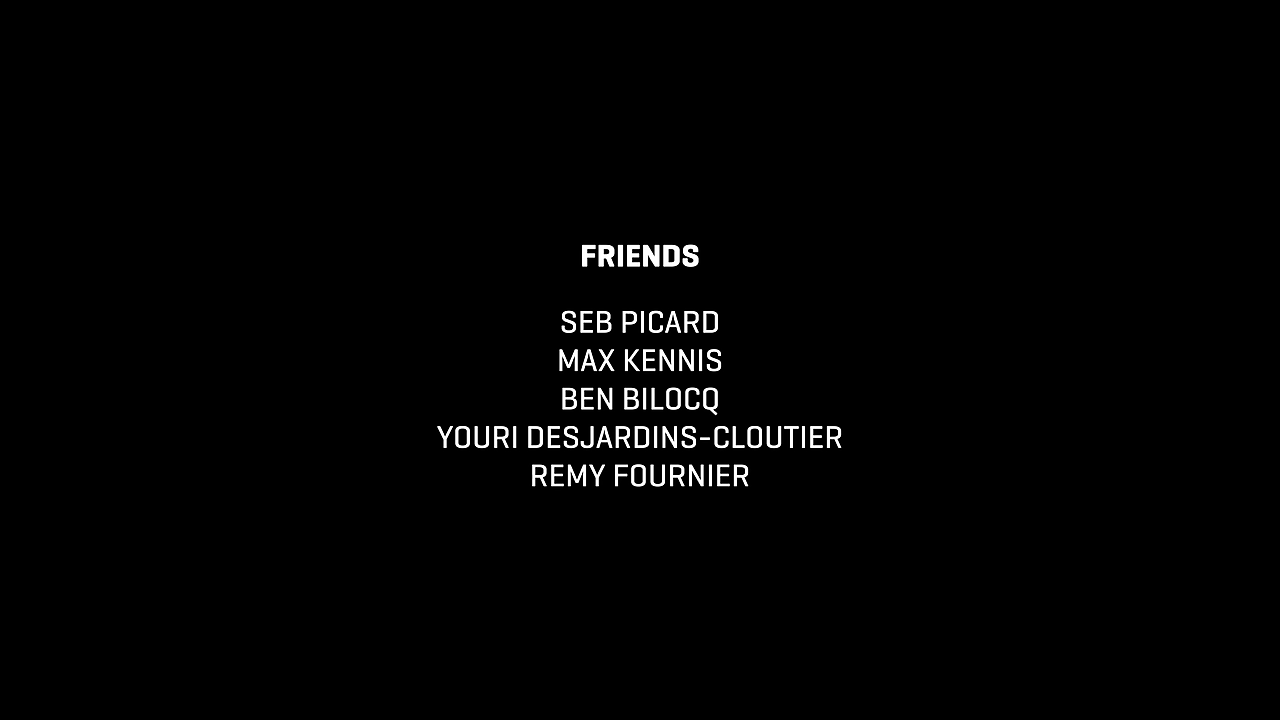 FRIENDS
SEB PICARD
MAX KENNIS
BEN BILOCQ
YOURI DESJARDINS-CLOUTIER
REMY FOURNIER